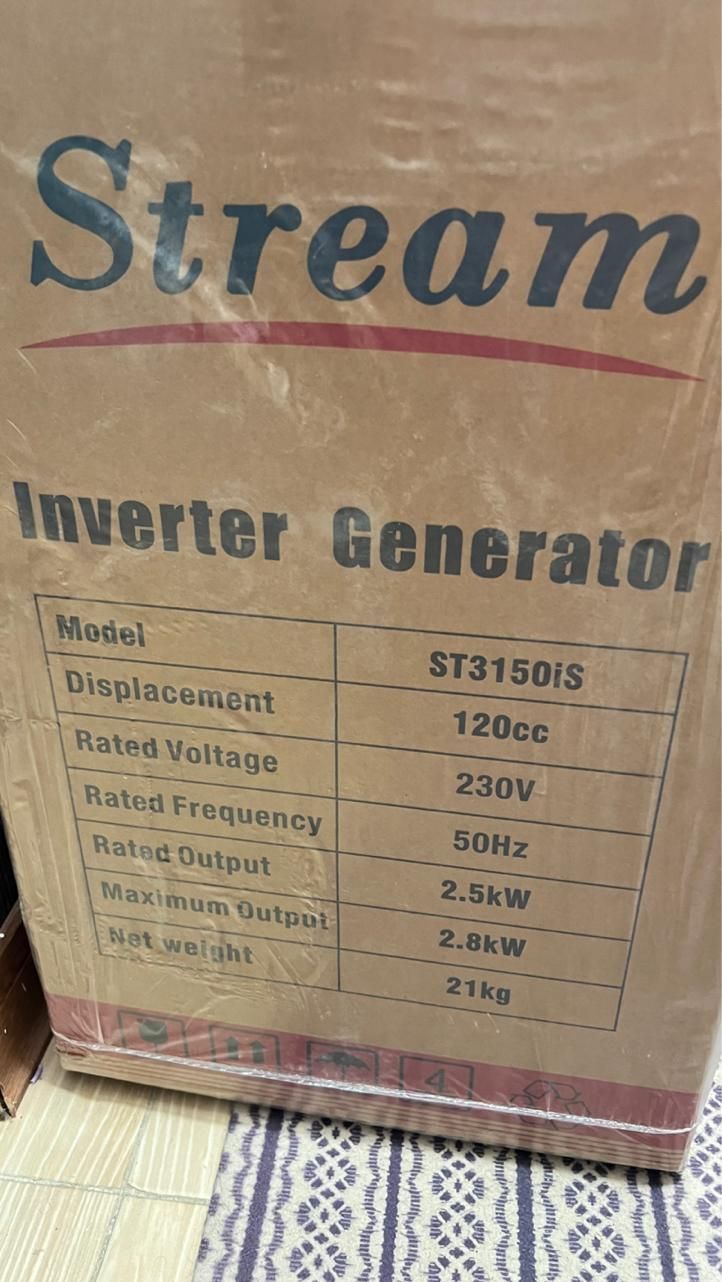 Stream
Inverter Generator
Model ST3150iS
Displacement 120cc
Rated Voltage 230V
Rated Frequency 50Hz
Rated Output 2.5kW
Maximum Output 2.8kW
Net weight 21kg
4